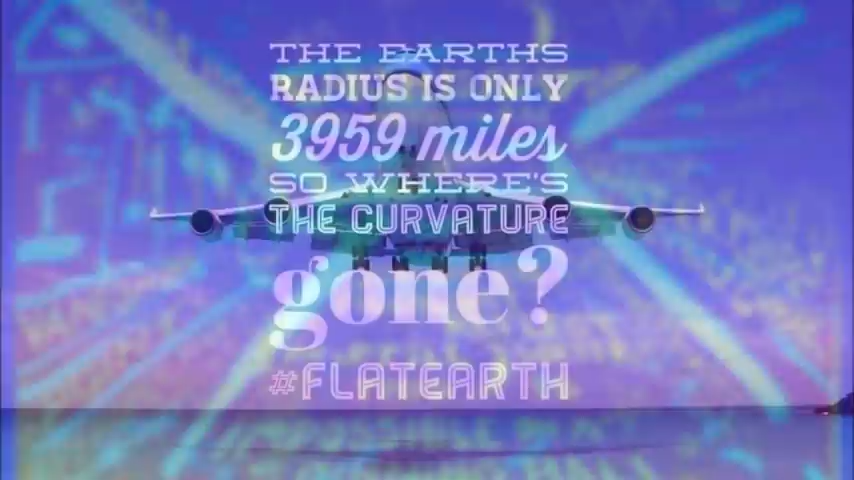 THE EARTHS
RADIUS IS ONLY
3959 miles
SO WHERE'S
THE CURVATURE
gone?
#FLATEARTH